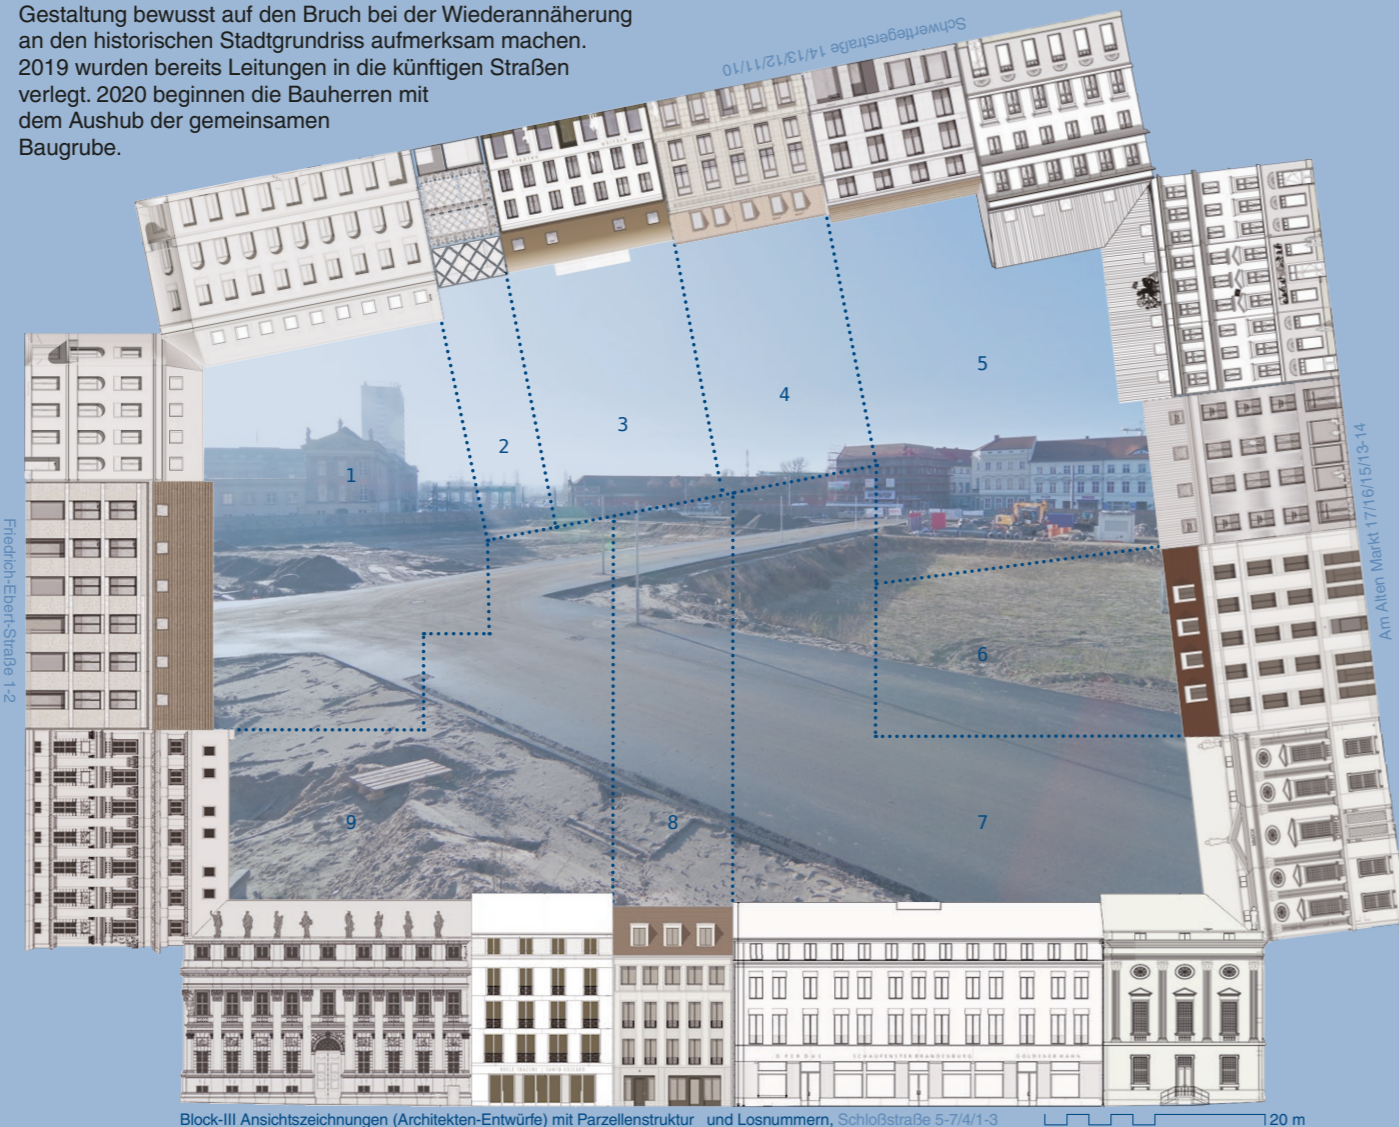 Gestaltung bewusst auf den Bruch bei der Wiederannäherung
an den historischen Stadtgrundriss aufmerksam machen.
2019 wurden bereits Leitungen in die künftigen Straßen
verlegt. 2020 beginnen die Bauherren mit
dem Aushub der gemeinsamen
Baugrube.
Schwertfegerstraße 14/13/12/11/10
1
2
3
4
5
6
7
8
9
Friedrich-Ebert-Straße 1-2
Am Alten Markt 17/16/15/13-14
SCHAUFENSTER BRANDENBURG
GOLDENER HAHN
Block-III Ansichtszeichnungen (Architekten-Entwürfe) mit Parzellenstruktur und Losnummern, Schloßstraße 5-7/4/1-3
20 m